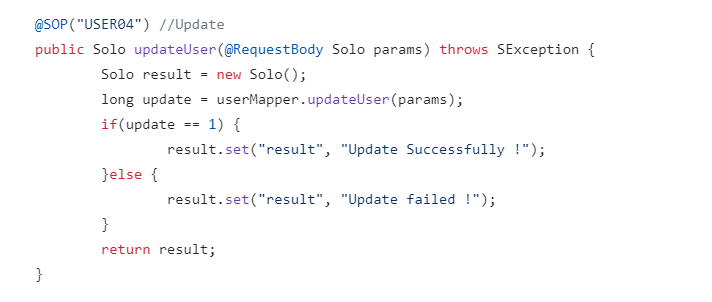 @SOP("USER04") //Update
public Solo updateUser(@RequestBody Solo params) throws SException {
        Solo result = new Solo();
        long update = userMapper.updateUser(params);
        if(update == 1) {
                result.set("result", "Update Successfully !");
        }else {
                result.set("result", "Update failed !");
        }
        return result;
}